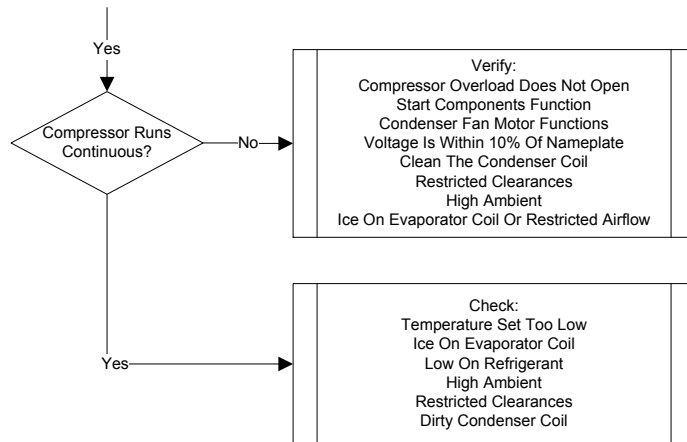 Yes
Compressor Runs
Continuous?
No
Verify:
Compressor Overload Does Not Open
Start Components Function
Condenser Fan Motor Functions
Voltage Is Within 10% Of Nameplate
Clean The Condenser Coil
Restricted Clearances
High Ambient
Ice On Evaporator Coil Or Restricted Airflow
Yes
Check:
Temperature Set Too Low
Ice On Evaporator Coil
Low On Refrigerant
High Ambient
Restricted Clearances
Dirty Condenser Coil